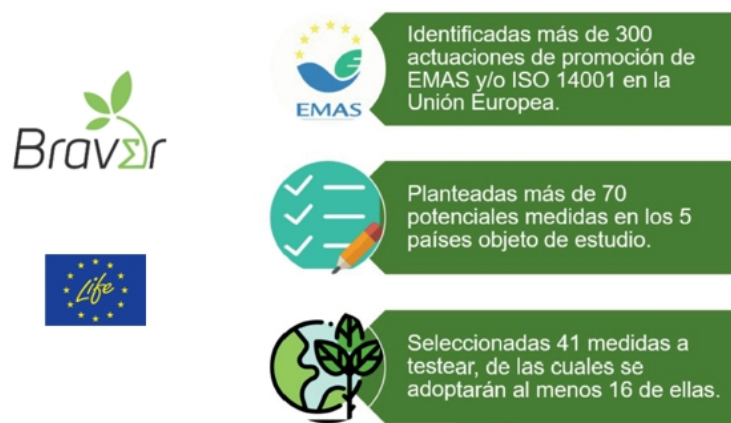 Braver
Life
EMAS
Identificadas más de 300
actuaciones de promoción de
EMAS y/o ISO 14001 en la
Unión Europea.
Planteadas más de 70
potenciales medidas en los 5
países objeto de estudio.
Seleccionadas 41 medidas a
testear, de las cuales se
adoptarán al menos 16 de ellas.